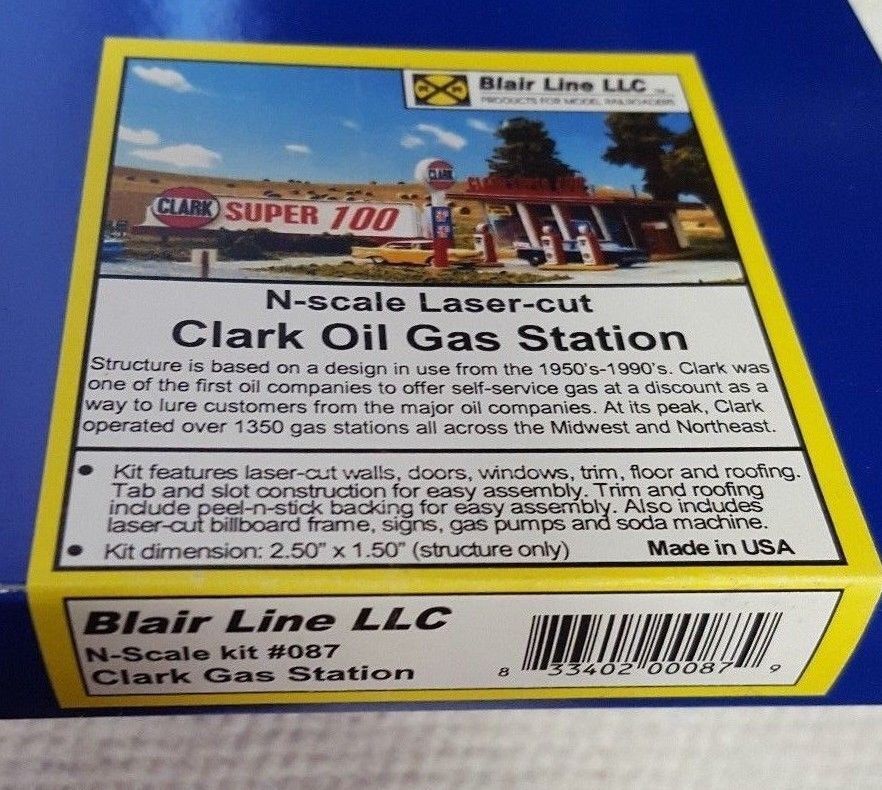 Blair Line LLC
PRODUCTS FOR MODEL RAILROADERS
CLARK
CLARK SUPER 100
N-scale Laser-cut
Clark Oil Gas Station
Structure is based on a design in use from the 1950's-1990's. Clark was
one of the first oil companies to offer self-service gas at a discount as a
way to lure customers from the major oil companies. At its peak, Clark
operated over 1350 gas stations all across the Midwest and Northeast.
• Kit features laser-cut walls, doors, windows, trim, floor and roofing.
Tab and slot construction for easy assembly. Trim and roofing
include peel-n-stick backing for easy assembly. Also includes
laser-cut billboard frame, signs, gas pumps and soda machine.
• Kit dimension: 2.50" x 1.50" (structure only) Made in USA
Blair Line LLC
N-Scale kit #087
Clark Gas Station
8 33402 00087 9